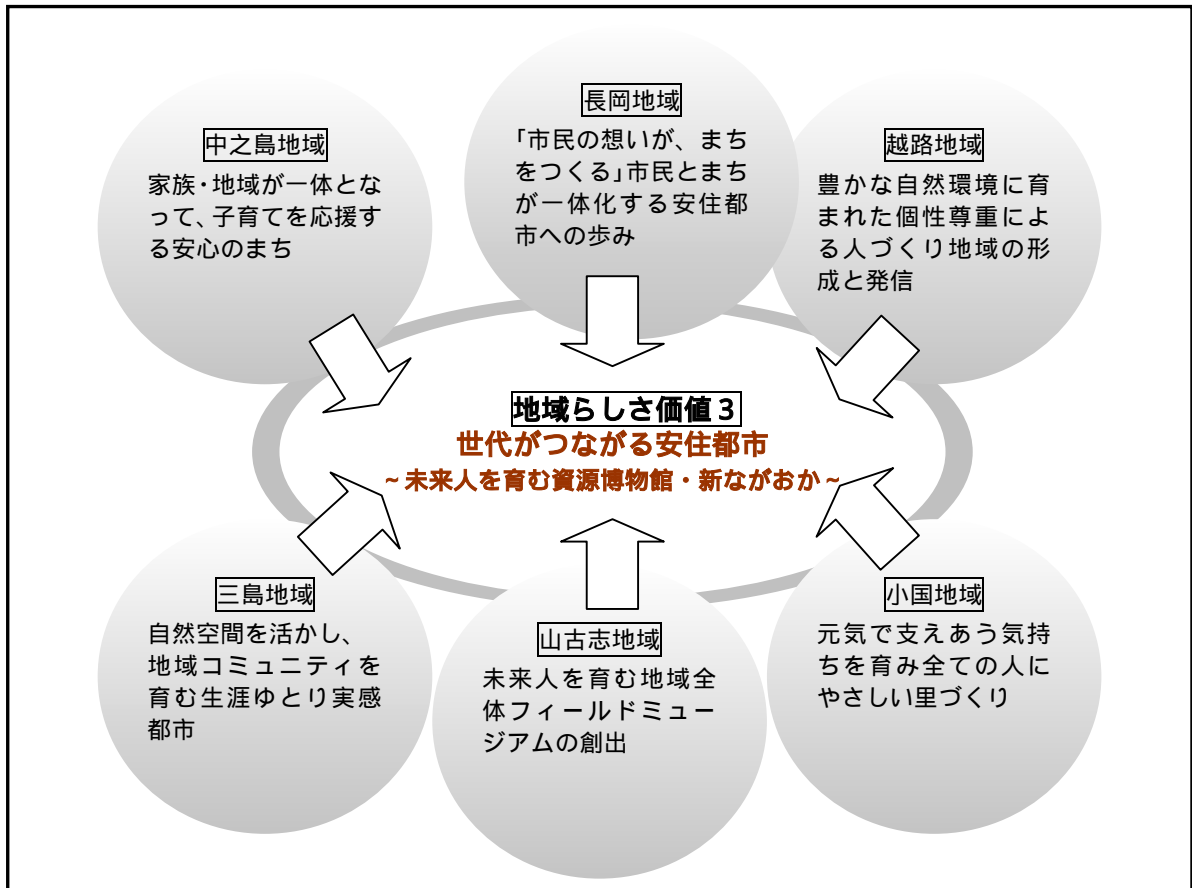 中之島地域
家族・地域が一体とな
って、子育てを応援す
る安心のまち
長岡地域
「市民の想いが、まち
をつくる」市民とまち
が一体化する安住都
市への歩み
越路地域
豊かな自然環境に育
まれた個性尊重によ
る人づくり地域の形
成と発信
地域らしさ価値3
世代がつながる安住都市
~未来人を育む資源博物館・新ながおか~
三島地域
自然空間を活かし、
地域コミュニティを
育む生涯ゆとり実感
都市
山古志地域
未来人を育む地域全
体フィールドミュー
ジアムの創出
小国地域
元気で支えあう気持
ちを育み全ての人に
やさしい里づくり